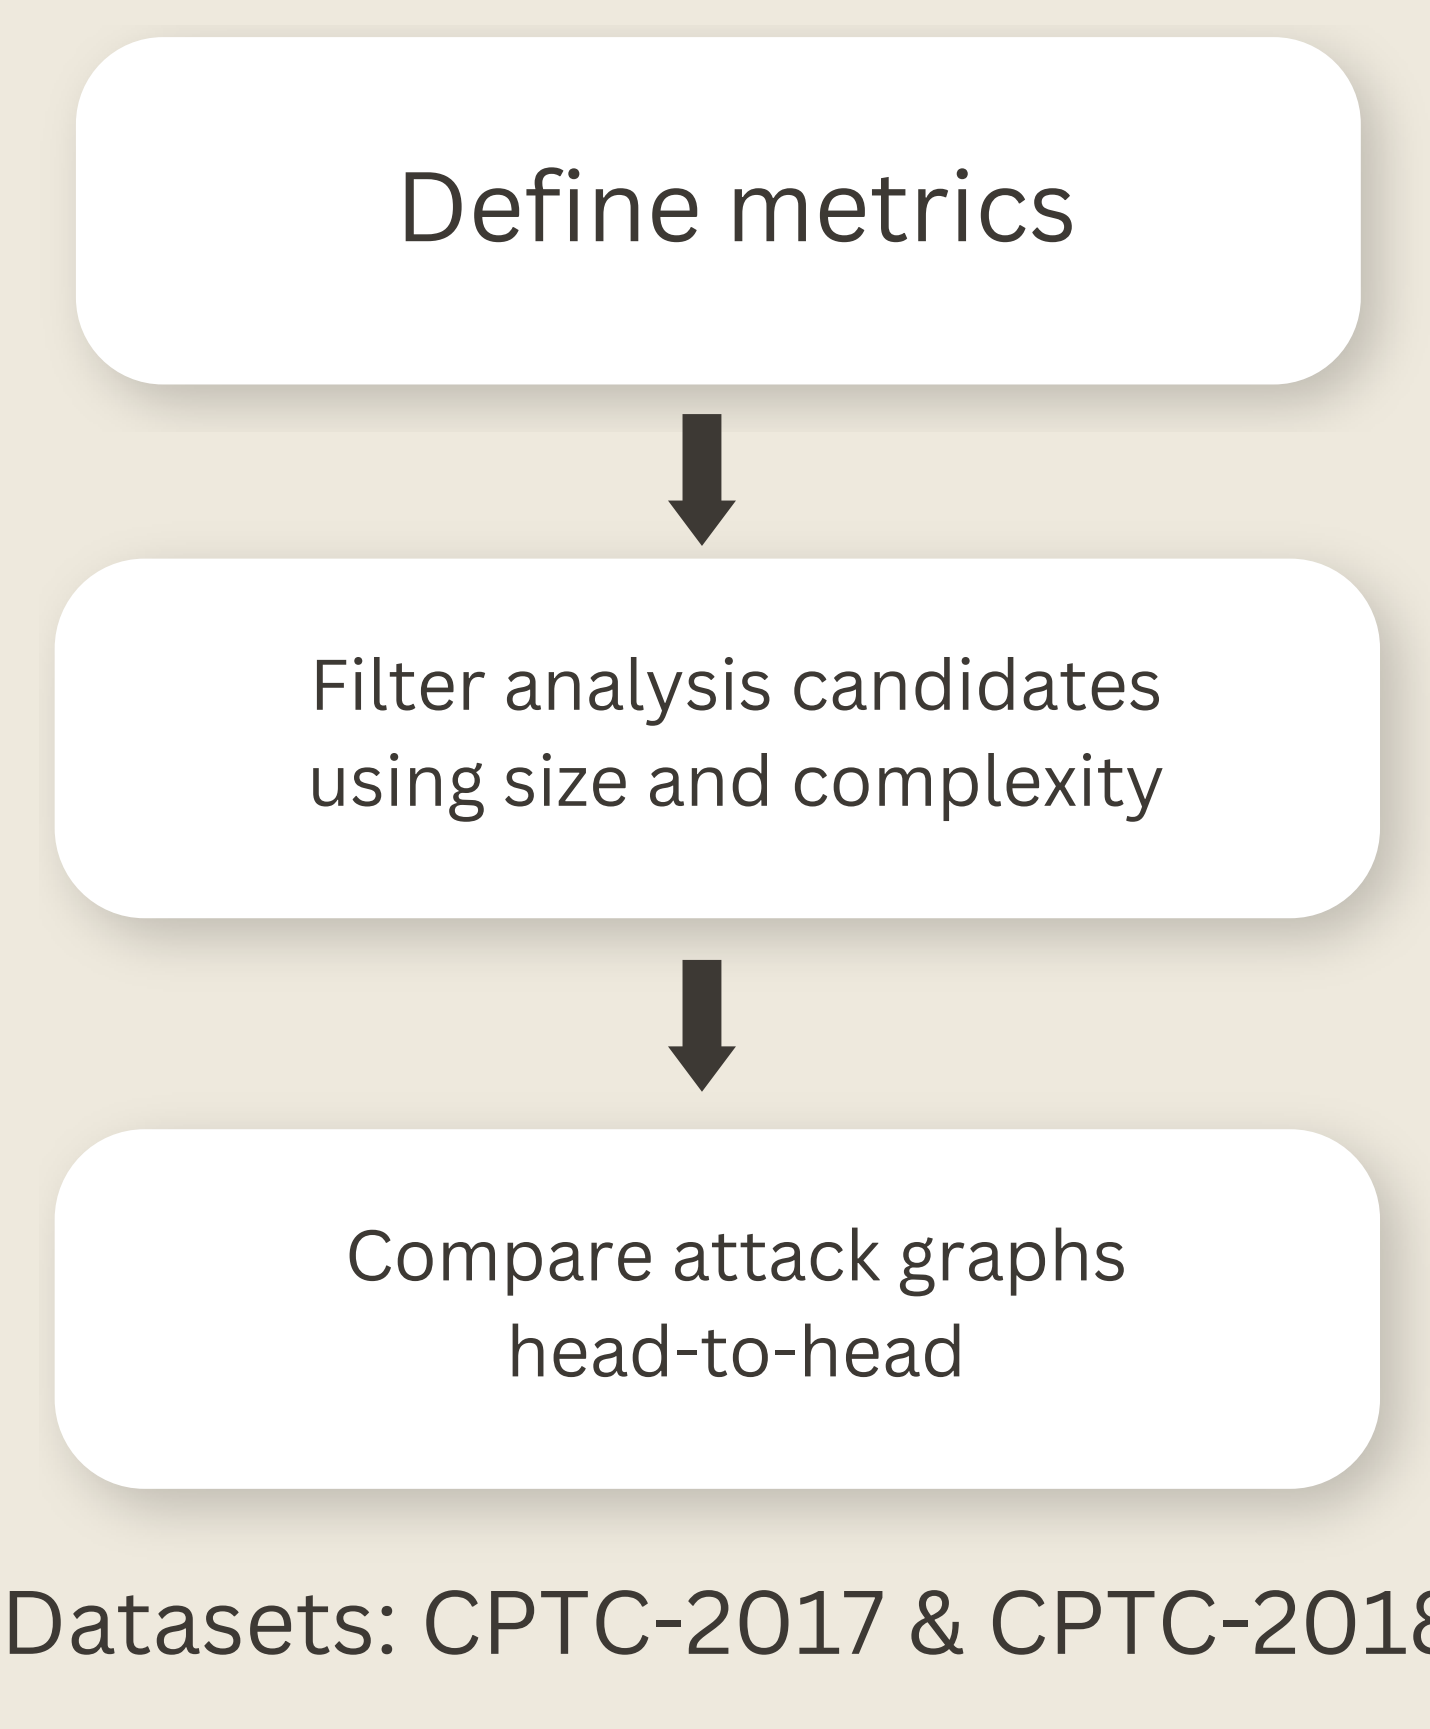 Define metrics
Filter analysis candidates
using size and complexity
Compare attack graphs
head-to-head
Datasets: CPTC-2017 & CPTC-2018